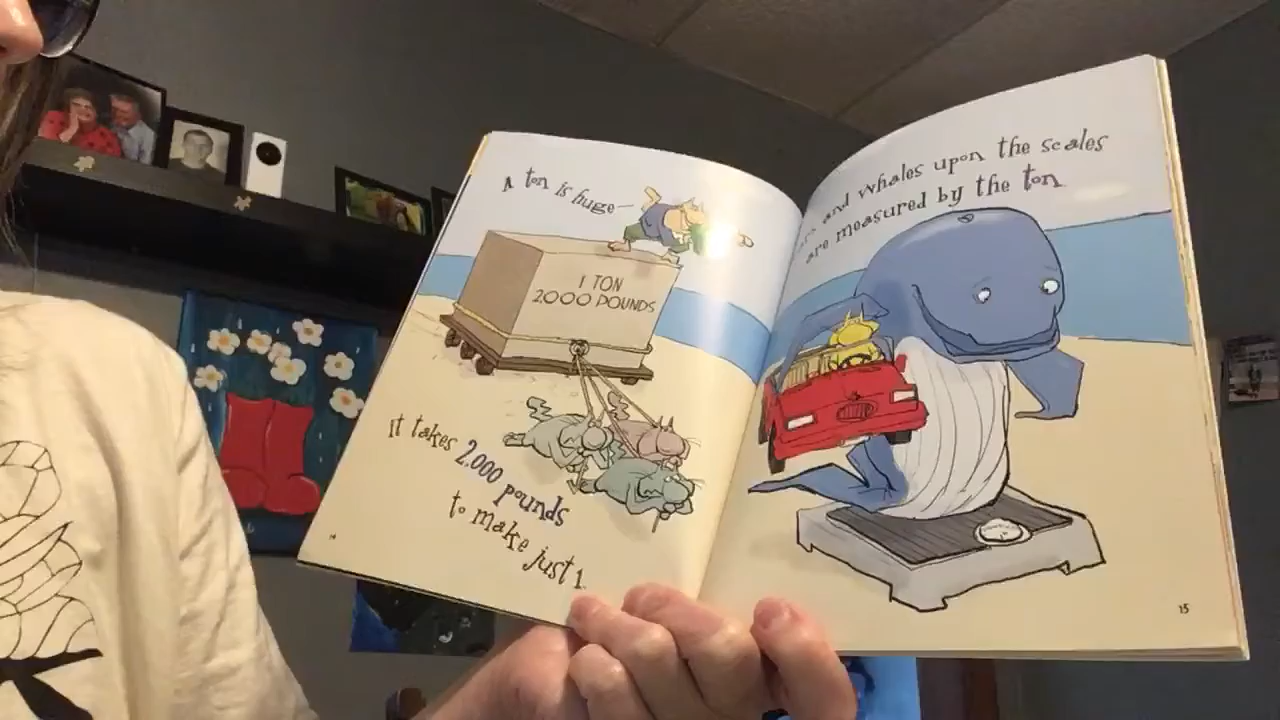 A ton is huge—
1 TON
2000 POUNDS
It takes 2,000 pounds
to make just 1.
14
and whales upon the scales
are measured by the ton.
15